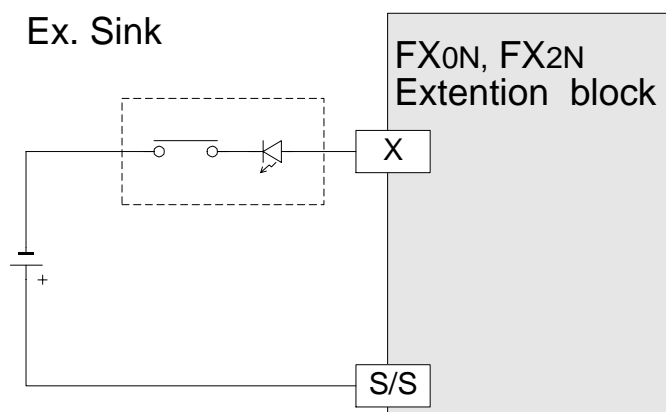 Ex. Sink
FX0N, FX2N
Extention block
X
+
S/S